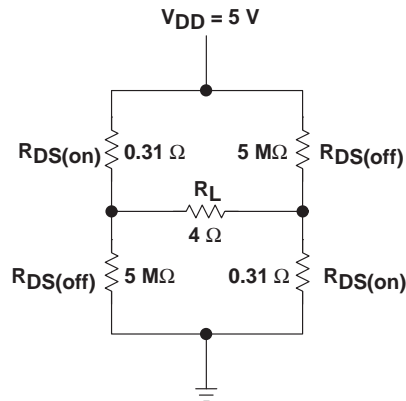 VDD = 5 V
RDS(on) 0.31 Ω 5 MΩ RDS(off)
RL
4 Ω
RDS(off) 5 MΩ 0.31 Ω RDS(on)